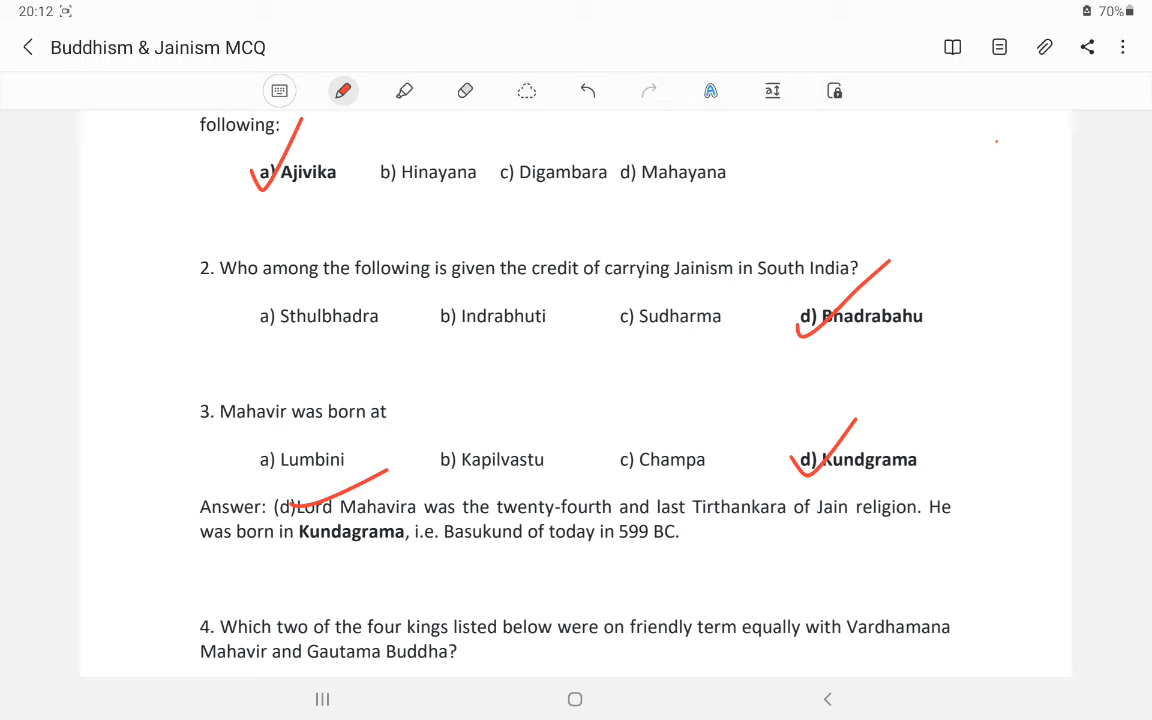 20:12 70%
Buddhism & Jainism MCQ
following:
a) Ajivika b) Hinayana c) Digambara d) Mahayana
2. Who among the following is given the credit of carrying Jainism in South India?
a) Sthulbhadra b) Indrabhuti c) Sudharma d) Bhadrabahu
3. Mahavir was born at
a) Lumbini b) Kapilvastu c) Champa d) Kundgrama
Answer: (d)Lord Mahavira was the twenty-fourth and last Tirthankara of Jain religion. He
was born in Kundagrama, i.e. Basukund of today in 599 BC.
4. Which two of the four kings listed below were on friendly term equally with Vardhamana
Mahavir and Gautama Buddha?